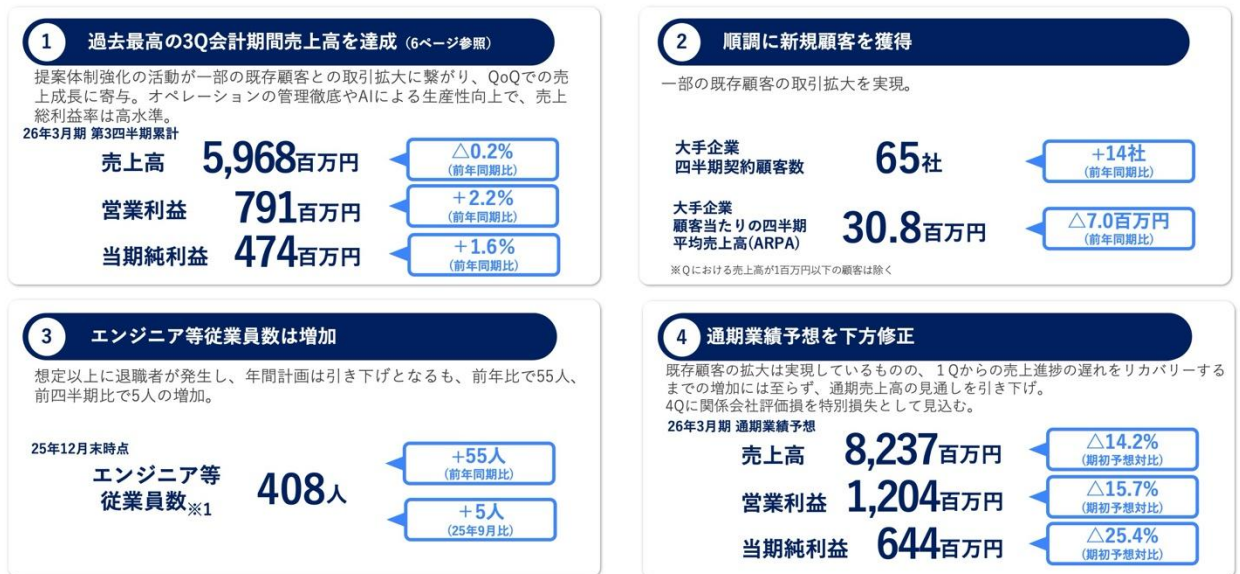 1 過去最高の3Q会計期間売上高を達成（6ページ参照）
提案体制強化の活動が一部の既存顧客との取引拡大に繋がり、QoQでの売
上成長に寄与。オペレーションの管理徹底やAIによる生産性向上で、売上
総利益率は高水準。
26年3月期 第3四半期累計
売上高 5,968百万円
△0.2%
(前年同期比)
営業利益 791百万円
+2.2%
(前年同期比)
当期純利益 474百万円
+1.6%
(前年同期比)
2 順調に新規顧客を獲得
一部の既存顧客の取引拡大を実現。
大手企業
四半期契約顧客数
65社
+14社
(前年同期比)
大手企業
顧客当たりの四半期
平均売上高(ARPA)
30.8百万円
△7.0百万円
(前年同期比)
※Qにおける売上高が1百万円以下の顧客は除く
3 エンジニア等従業員数は増加
想定以上に退職者が発生し、年間計画は引き下げとなるも、前年比で55人、
前四半期比で5人の増加。
25年12月末時点
エンジニア等
従業員数※1
408人
+55人
(前年同期比)
+5人
(25年9月比)
4 通期業績予想を下方修正
既存顧客の拡大は実現しているものの、１Qからの売上進捗の遅れをリカバリーする
までの増加には至らず、通期売上高の見通しを引き下げ。
4Qに関係会社評価損を特別損失として見込む。
26年3月期 通期業績予想
売上高 8,237百万円
△14.2%
(期初予想対比)
営業利益 1,204百万円
△15.7%
(期初予想対比)
当期純利益 644百万円
△25.4%
(期初予想対比)